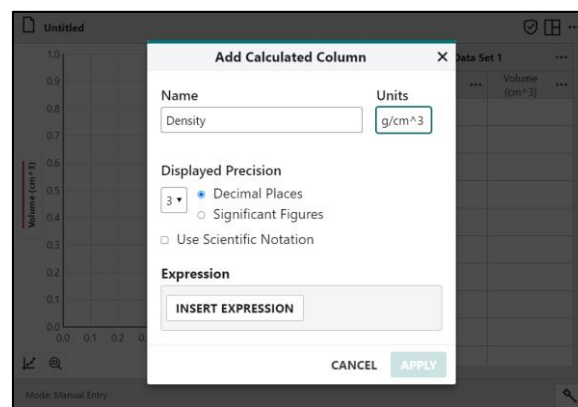 Untitled
Add Calculated Column
Data Set 1
Volume
(cm^3)
Name
Units
Density
g/cm^3
Displayed Precision
3
Decimal Places
Significant Figures
Use Scientific Notation
Expression
INSERT EXPRESSION
CANCEL
APPLY
Volume (cm^3)
1.0
0.9
0.8
0.7
0.6
0.5
0.4
0.3
0.2
0.1
0.0
0.0 0.1 0.2
Mode: Manual Entry